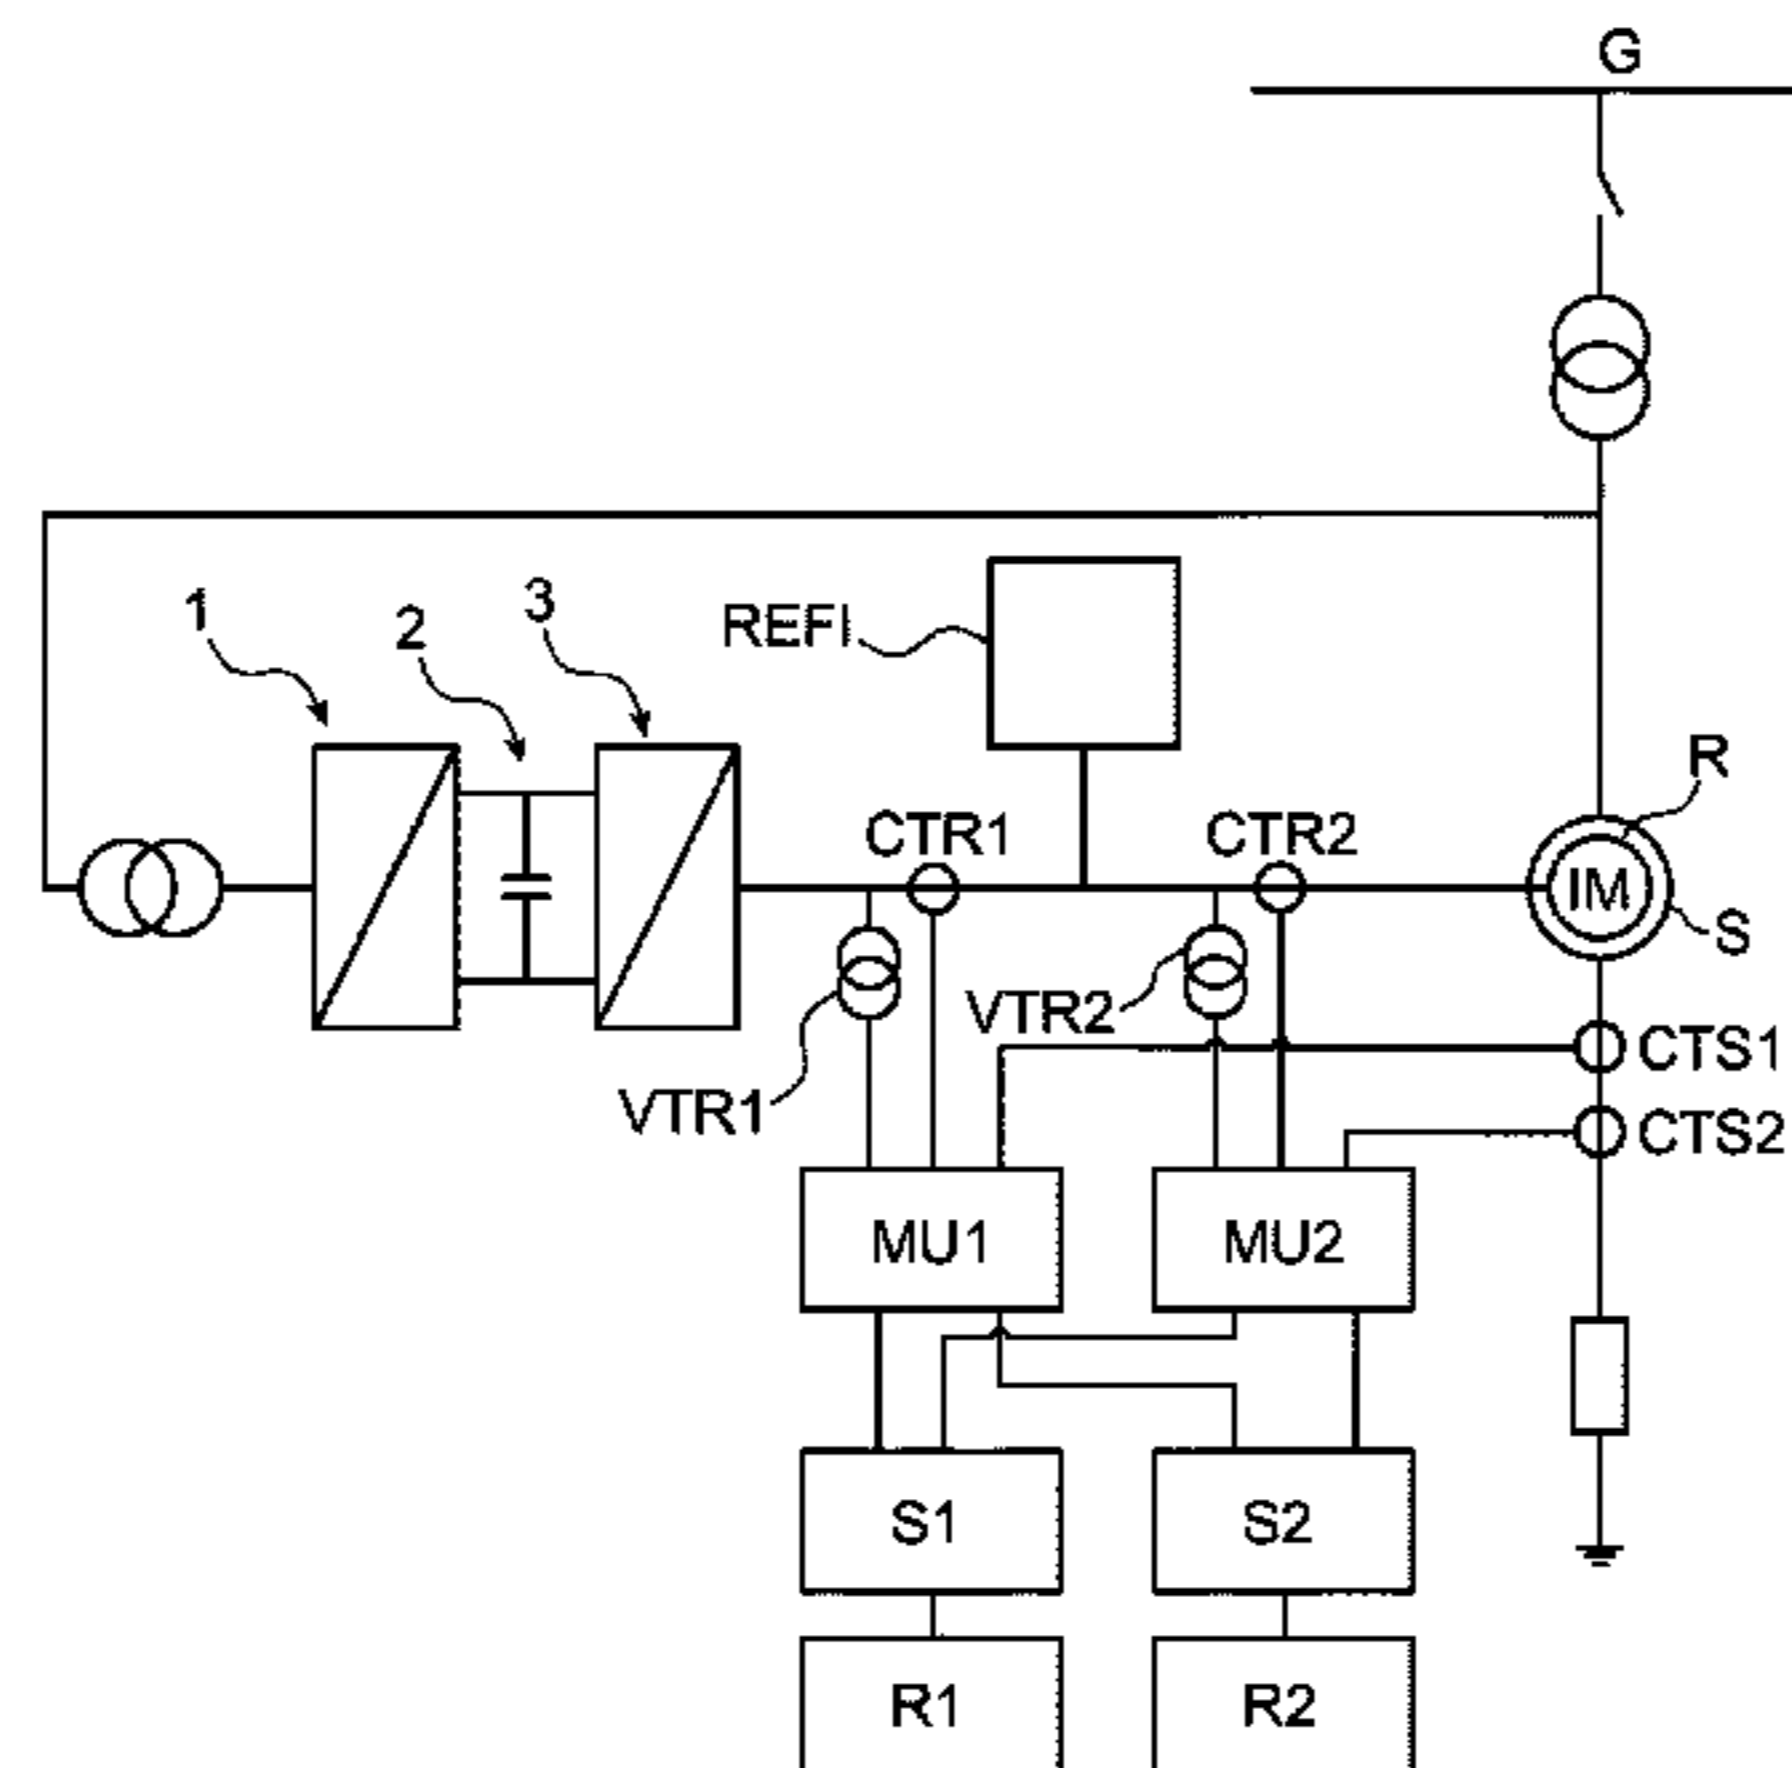 G
1
2
3
REFI
R
CTR1
CTR2
IM
S
VTR2
CTS1
VTR1
CTS2
MU1
MU2
S1
S2
R1
R2